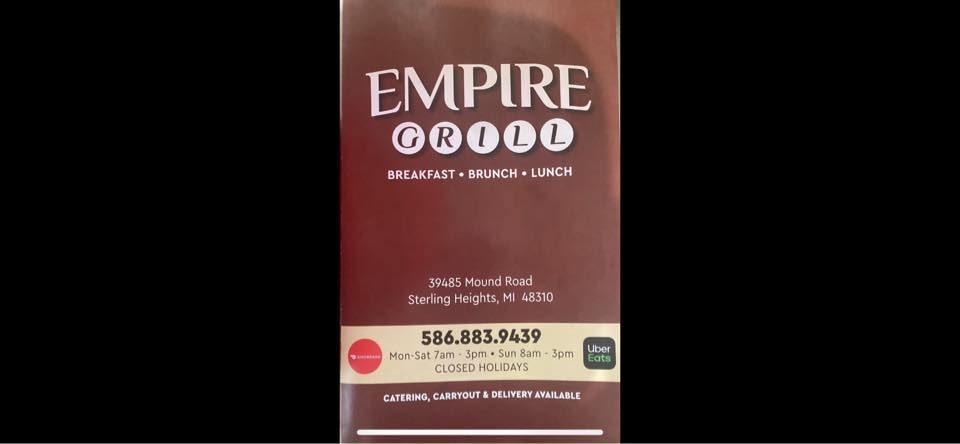 EMPIRE
GRILL
BREAKFAST • BRUNCH • LUNCH
39485 Mound Road
Sterling Heights, MI 48310
586.883.9439
DOORDASH
Mon-Sat 7am - 3pm • Sun 8am - 3pm
Uber
Eats
CLOSED HOLIDAYS
CATERING, CARRYOUT & DELIVERY AVAILABLE